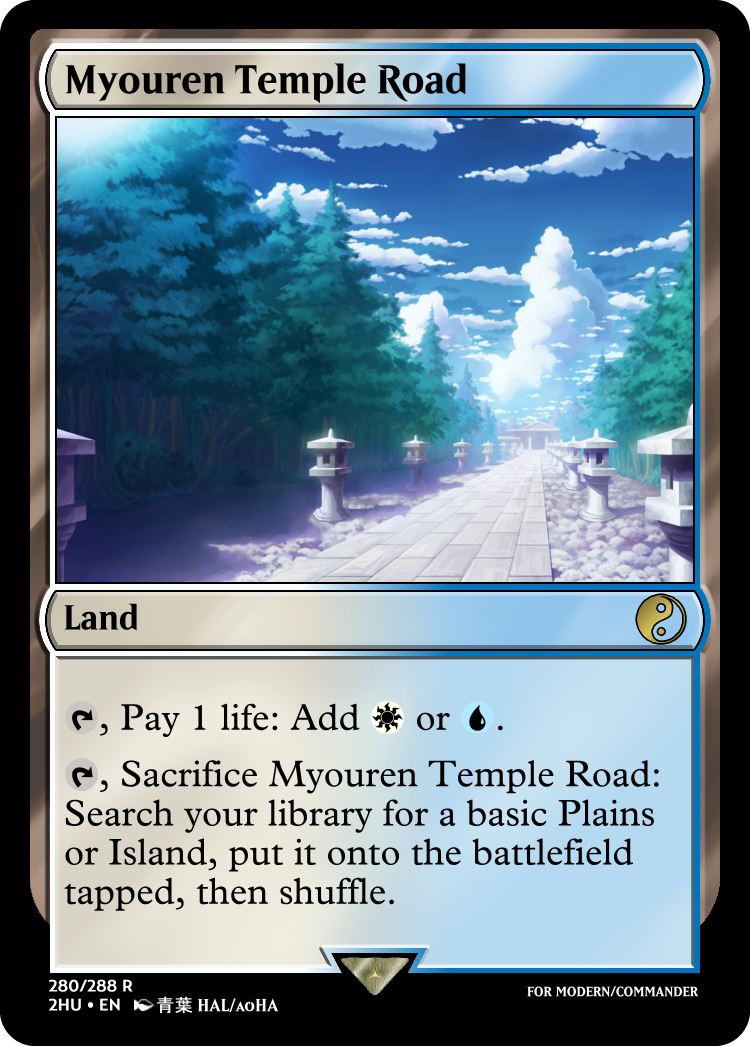 Myouren Temple Road
Land
, Pay 1 life: Add or .
, Sacrifice Myouren Temple Road:
Search your library for a basic Plains
or Island, put it onto the battlefield
tapped, then shuffle.
280/288 R
2HU • EN 青葉 HAL/AOHA
FOR MODERN/COMMANDER